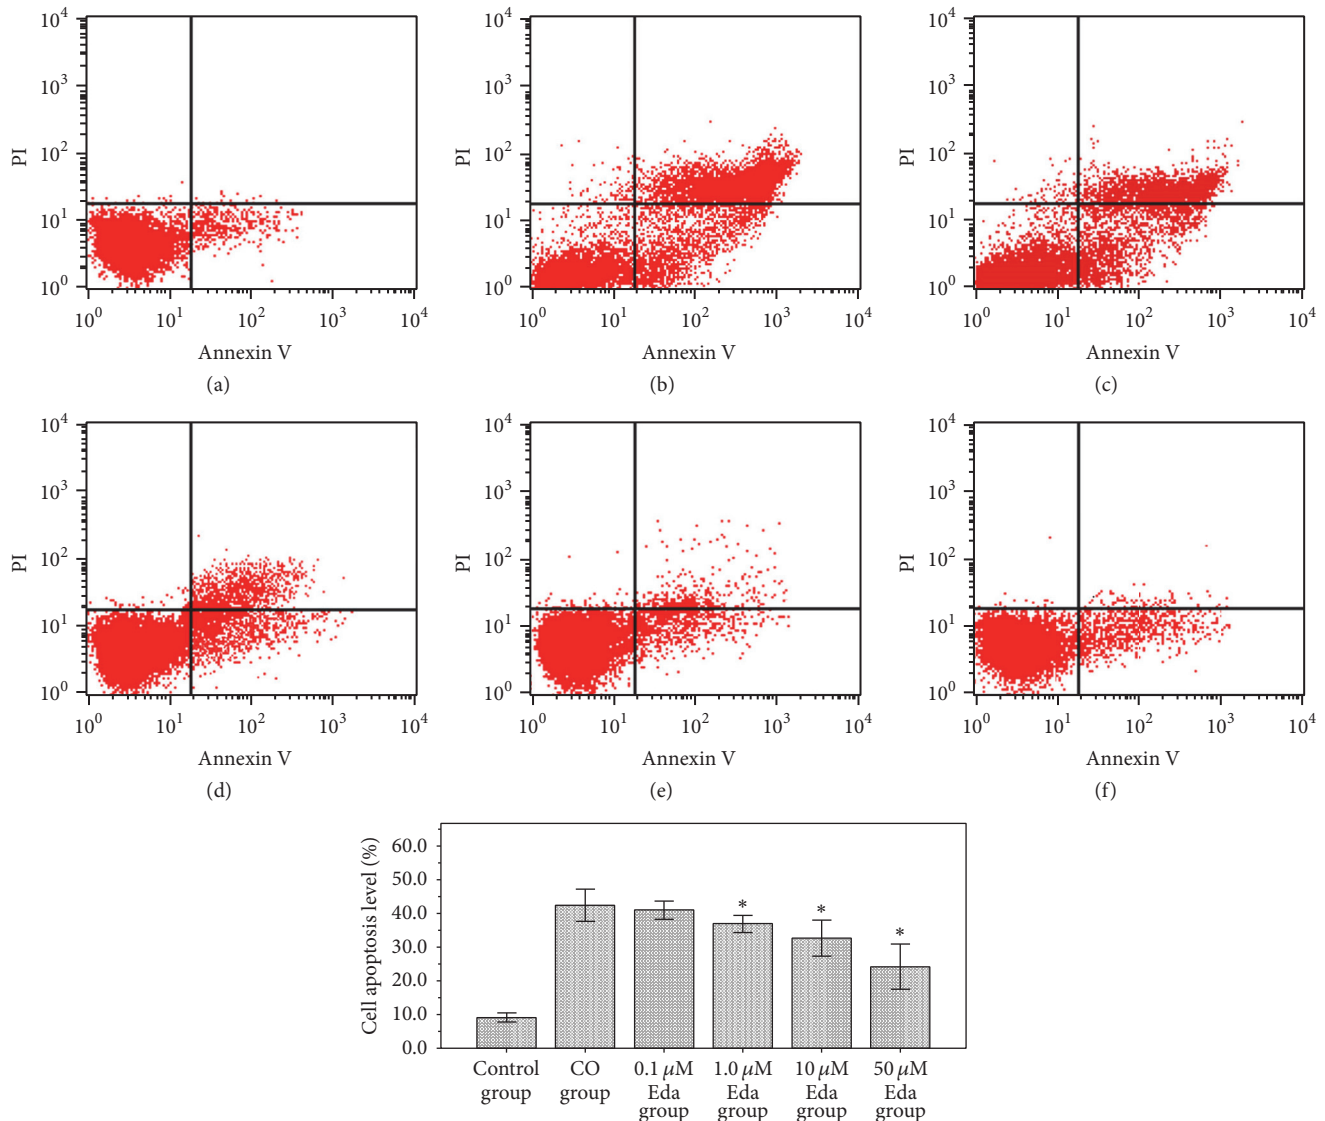 10^4
10^3
10^2
10^1
10^0
PI
10^0 10^1 10^2 10^3 10^4
Annexin V
(a)
10^4
10^3
10^2
10^1
10^0
PI
10^0 10^1 10^2 10^3 10^4
Annexin V
(b)
10^4
10^3
10^2
10^1
10^0
PI
10^0 10^1 10^2 10^3 10^4
Annexin V
(c)
10^4
10^3
10^2
10^1
10^0
PI
10^0 10^1 10^2 10^3 10^4
Annexin V
(d)
10^4
10^3
10^2
10^1
10^0
PI
10^0 10^1 10^2 10^3 10^4
Annexin V
(e)
10^4
10^3
10^2
10^1
10^0
PI
10^0 10^1 10^2 10^3 10^4
Annexin V
(f)
Cell apoptosis level (%)
60.0
50.0
40.0
30.0
20.0
10.0
0.0
* * *
Control
group
CO
group
0.1 μM
Eda
group
1.0 μM
Eda
group
10 μM
Eda
group
50 μM
Eda
group